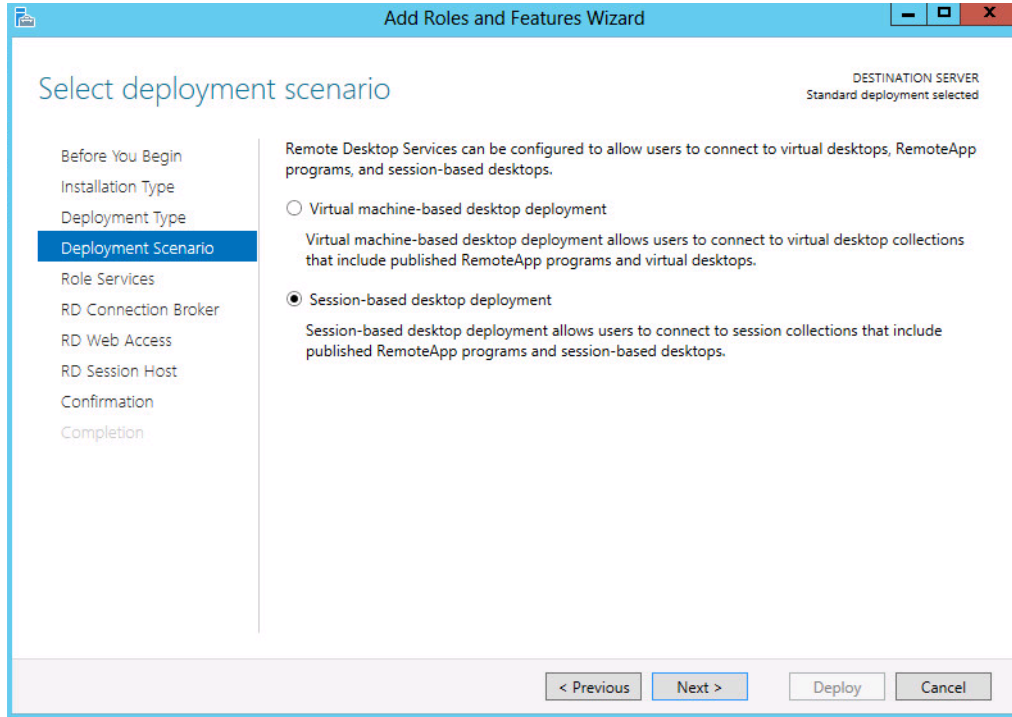 Add Roles and Features Wizard
X
Select deployment scenario
DESTINATION SERVER
Standard deployment selected
Before You Begin
Installation Type
Deployment Type
Deployment Scenario
Role Services
RD Connection Broker
RD Web Access
RD Session Host
Confirmation
Completion
Remote Desktop Services can be configured to allow users to connect to virtual desktops, RemoteApp
programs, and session-based desktops.
Virtual machine-based desktop deployment
Virtual machine-based desktop deployment allows users to connect to virtual desktop collections
that include published RemoteApp programs and virtual desktops.
Session-based desktop deployment
Session-based desktop deployment allows users to connect to session collections that include
published RemoteApp programs and session-based desktops.
< Previous
Next >
Deploy
Cancel